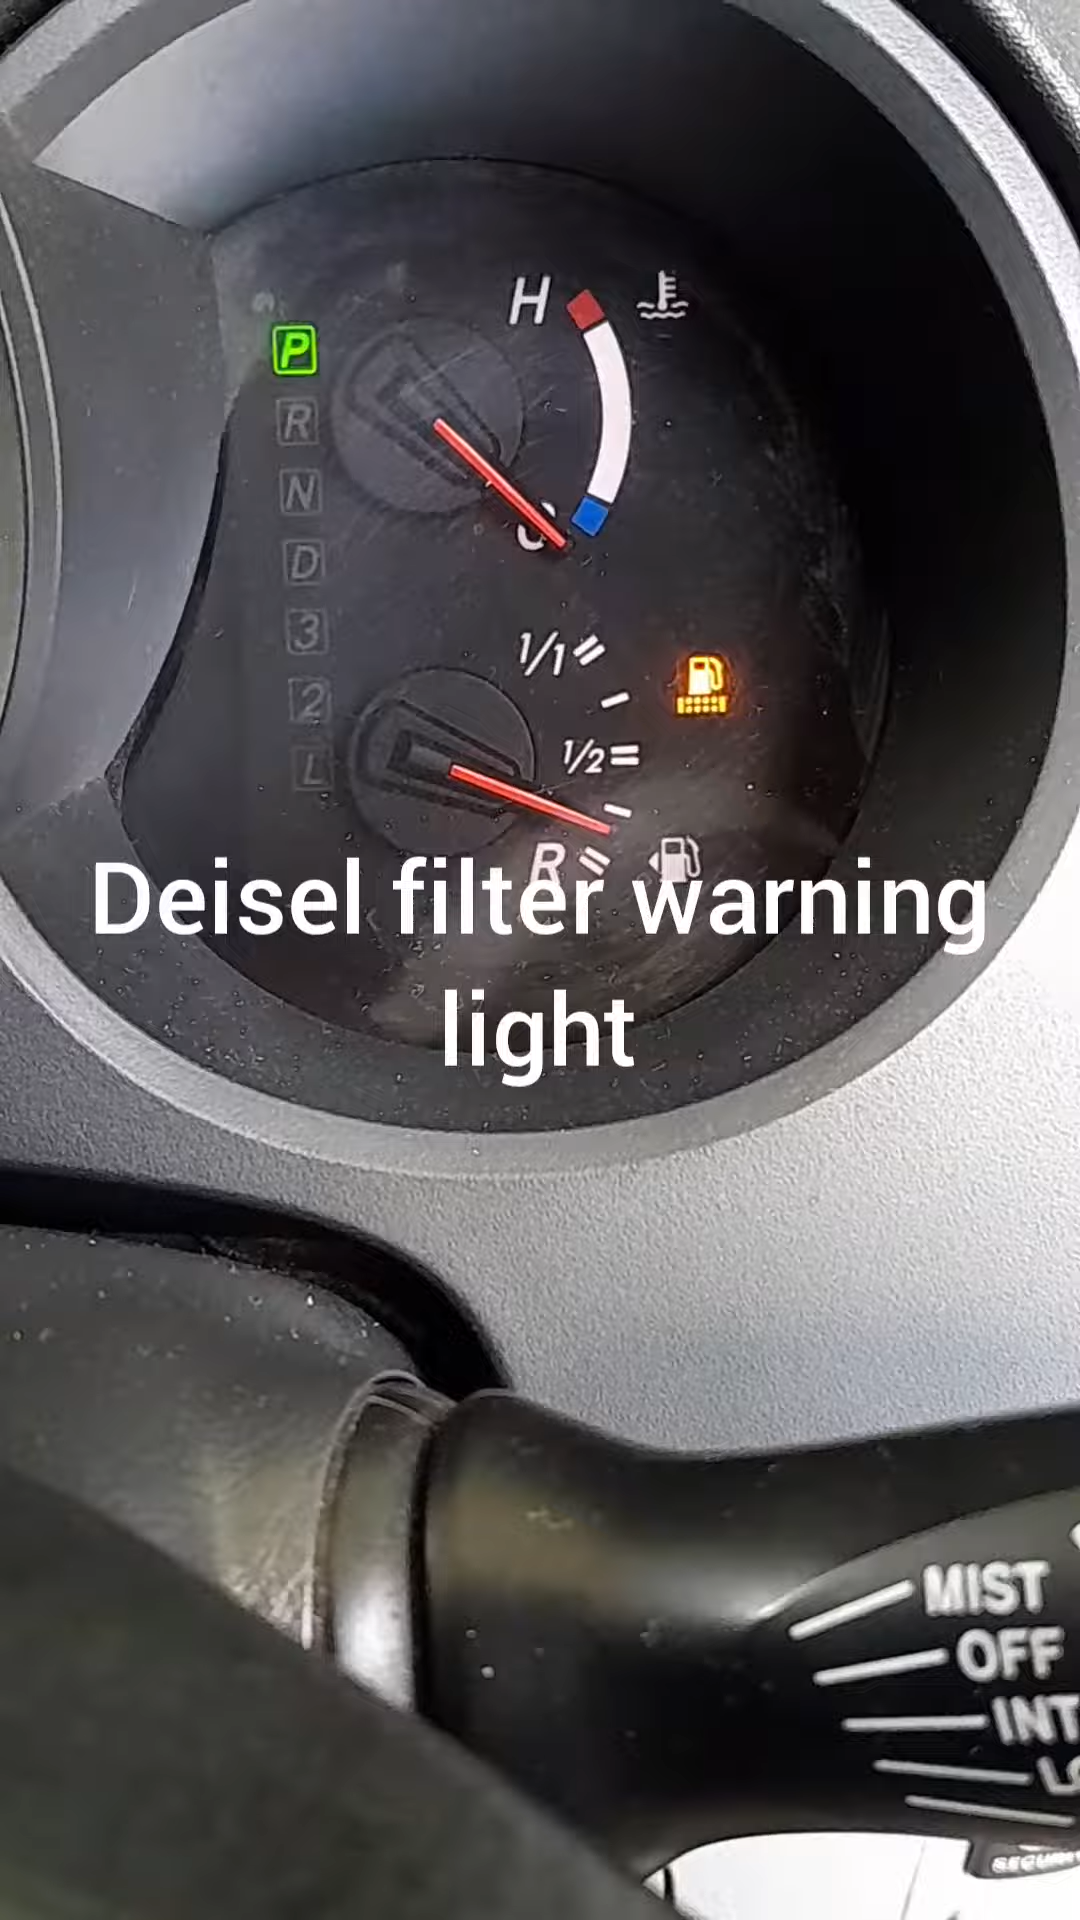 H
P
R
N
D
3
2
L
C
1/1
1/2
R
Deisel filter warning
light
MIST
OFF
INT